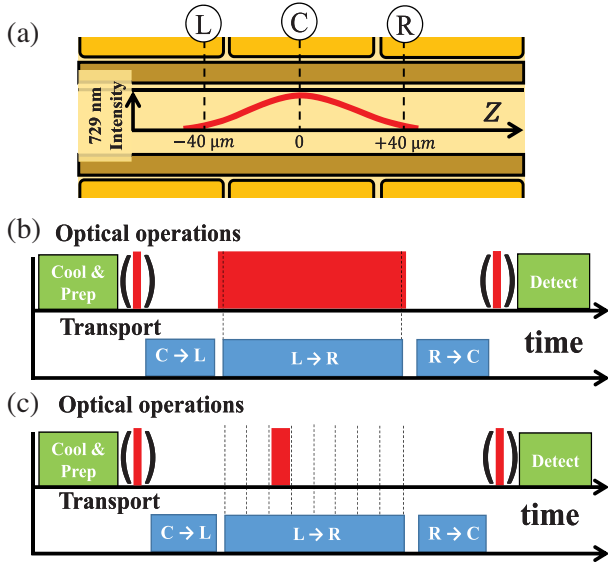 (a)
L
C
R
729 nm
Intensity
Z
−40 μm
0
+40 μm
(b)
Optical operations
Cool &
Prep
( )
( )
Detect
Transport
C → L
L → R
R → C
time
(c)
Optical operations
Cool &
Prep
( )
( )
Detect
Transport
C → L
L → R
R → C
time